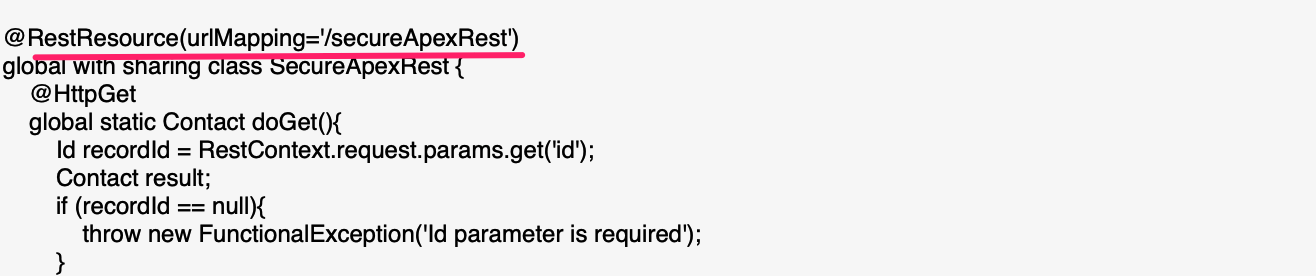 @RestResource(urlMapping='/secureApexRest')
global with sharing class SecureApexRest {
@HttpGet
global static Contact doGet(){
Id recordId = RestContext.request.params.get('id');
Contact result;
if (recordId == null){
throw new FunctionalException('Id parameter is required');
}